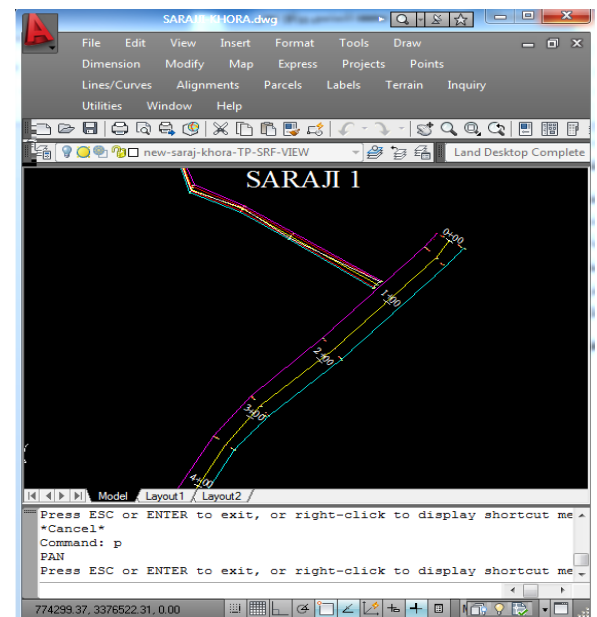 SARAJI-KHORA.dwg
File Edit View Insert Format Tools Draw
Dimension Modify Map Express Projects Points
Lines/Curves Alignments Parcels Labels Terrain Inquiry
Utilities Window Help
new-saraj-khora-TP-SRF-VIEW
Land Desktop Complete
SARAJI 1
0+00
1+00
2+00
3+00
4+00
Model Layout1 Layout2
Press ESC or ENTER to exit, or right-click to display shortcut me
*Cancel*
Command: p
PAN
Press ESC or ENTER to exit, or right-click to display shortcut me
774299.37, 3376522.31, 0.00